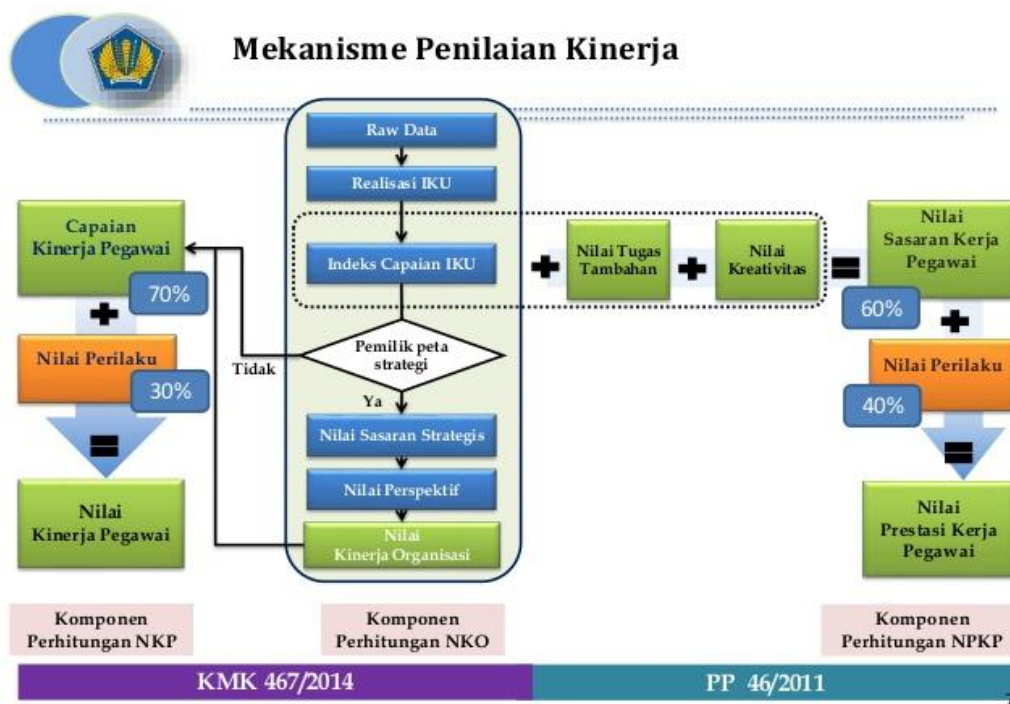 Mekanisme Penilaian Kinerja
Raw Data
Realisasi IKU
Indeks Capaian IKU
Pemilik peta
strategi
Tidak
Ya
Nilai Sasaran Strategis
Nilai Perspektif
Nilai
Kinerja Organisasi
Capaian
Kinerja Pegawai
70%
Nilai Perilaku
30%
Nilai
Kinerja Pegawai
+
Nilai Tugas
Tambahan
+
Nilai
Kreativitas
=
Nilai
Sasaran Kerja
Pegawai
60%
+
Nilai Perilaku
40%
=
Nilai
Prestasi Kerja
Pegawai
Komponen
Perhitungan NKP
Komponen
Perhitungan NKO
Komponen
Perhitungan NPKP
KMK 467/2014
PP 46/2011